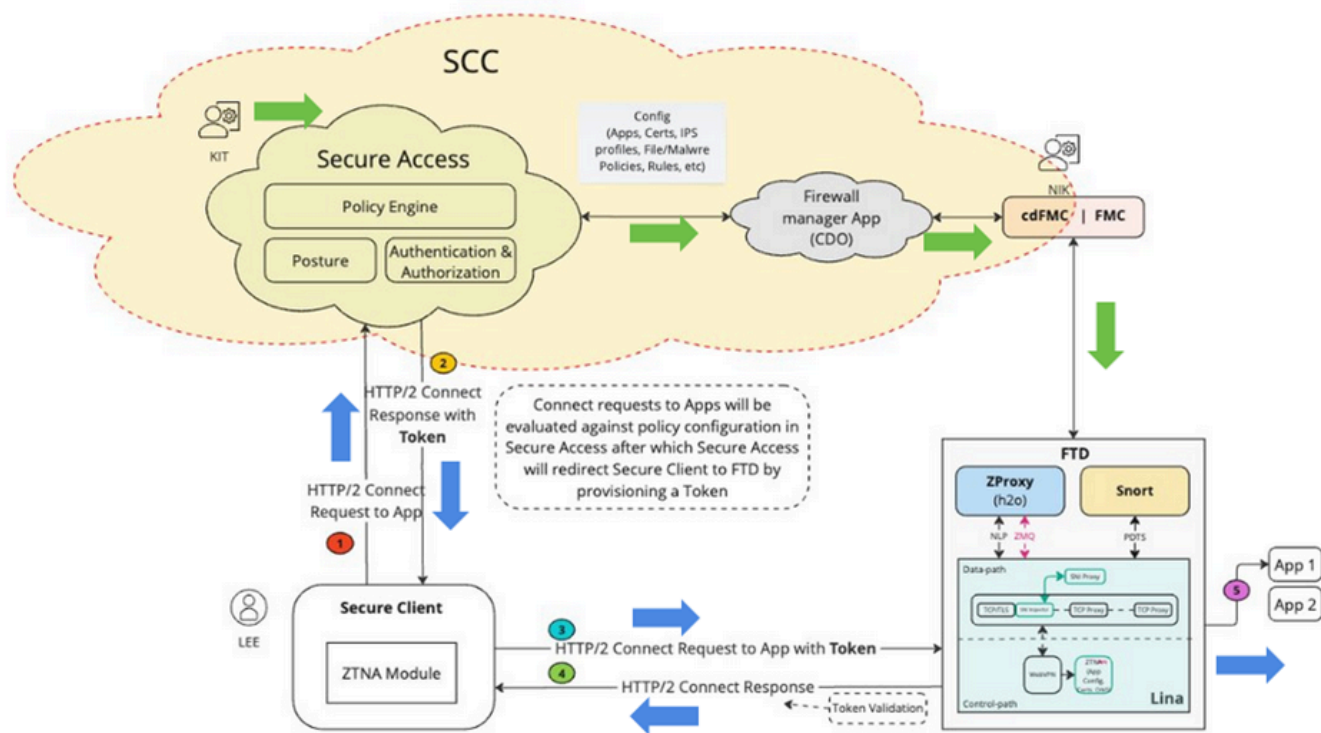 SCC
KIT
Secure Access
Policy Engine
Posture
Authentication &
Authorization
Config
(Apps, Certs, IPS
profiles, File/Malwre
Policies, Rules, etc)
Firewall
manager App
(CDO)
NIK
cdFMC | FMC
2
HTTP/2 Connect
Response with
Token
HTTP/2 Connect
Request to App
1
Connect requests to Apps will be
evaluated against policy configuration in
Secure Access after which Secure Access
will redirect Secure Client to FTD by
provisioning a Token
LEE
Secure Client
ZTNA Module
3
HTTP/2 Connect Request to App with Token
4
HTTP/2 Connect Response
Token Validation
FTD
ZProxy
(h2o)
Snort
NLP
ZMQ
PDTS
Data-path
SNI Proxy
TCP/TLS
TCP Proxy
TCP Proxy
WebVPN
(App
Config,
Control-path
Lina
5
App 1
App 2